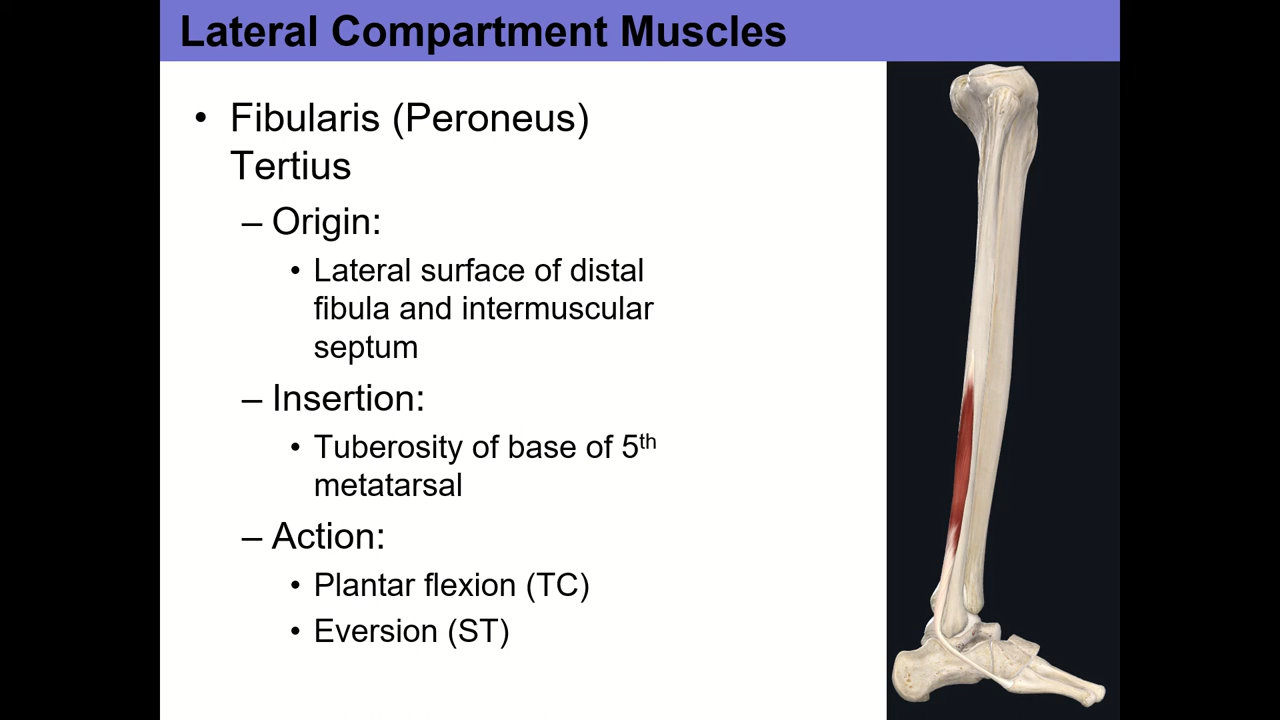 Lateral Compartment Muscles
• Fibularis (Peroneus)
Tertius
– Origin:
• Lateral surface of distal
fibula and intermuscular
septum
– Insertion:
• Tuberosity of base of 5th
metatarsal
– Action:
• Plantar flexion (TC)
• Eversion (ST)